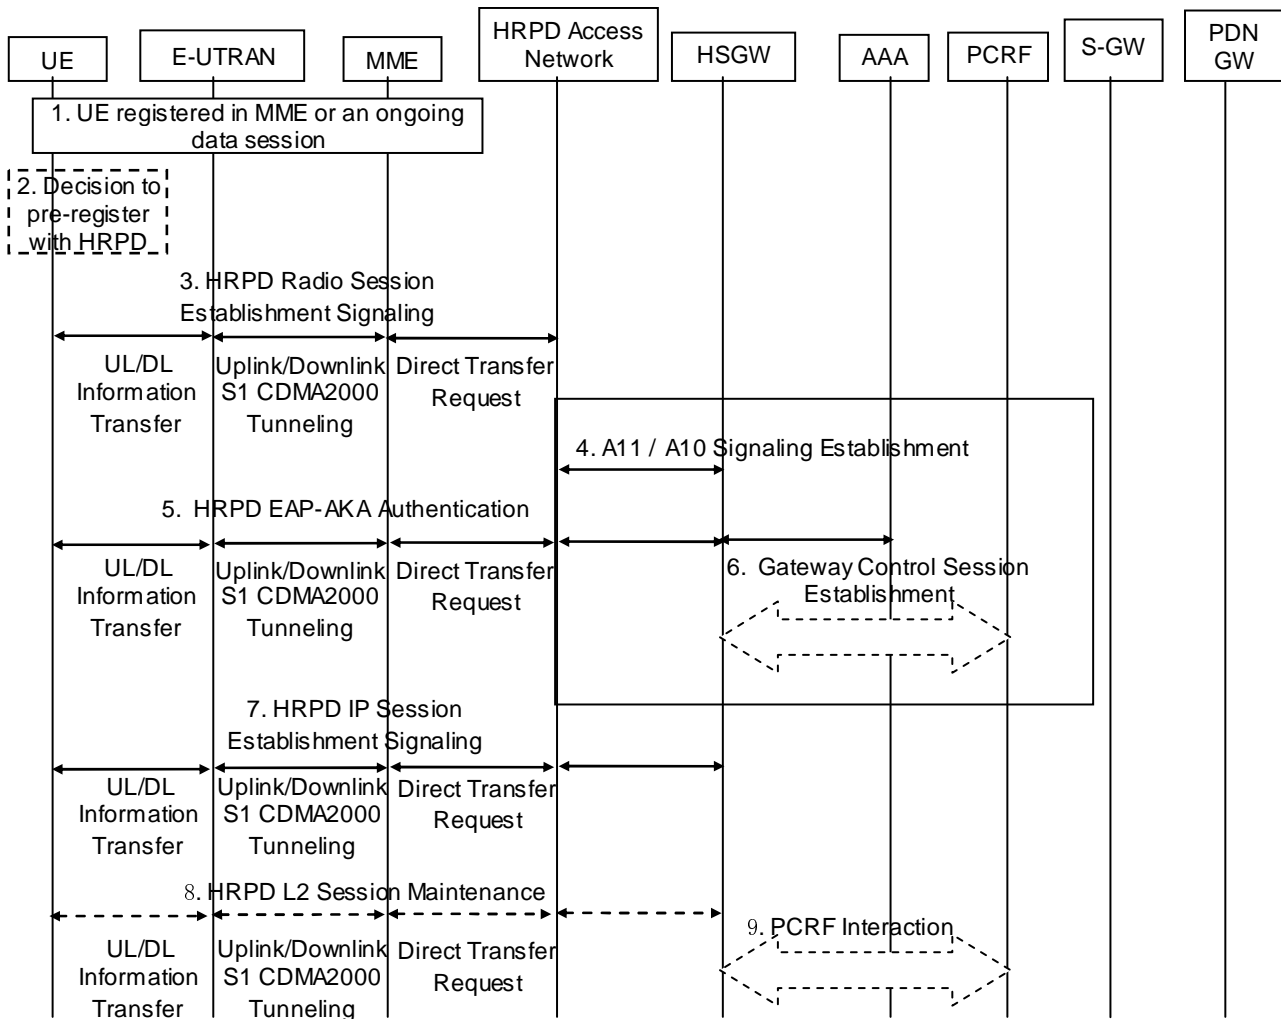 UE
E-UTRAN
MME
HRPD Access
Network
HSGW
AAA
PCRF
S-GW
PDN
GW
1. UE registered in MME or an ongoing
data session
2. Decision to
pre-register
with HRPD
3. HRPD Radio Session
Establishment Signaling
UL/DL
Information
Transfer
Uplink/Downlink
S1 CDMA2000
Tunneling
Direct Transfer
Request
4. A11 / A10 Signaling Establishment
5. HRPD EAP-AKA Authentication
UL/DL
Information
Transfer
Uplink/Downlink
S1 CDMA2000
Tunneling
Direct Transfer
Request
6. Gateway Control Session
Establishment
7. HRPD IP Session
Establishment Signaling
UL/DL
Information
Transfer
Uplink/Downlink
S1 CDMA2000
Tunneling
Direct Transfer
Request
8. HRPD L2 Session Maintenance
UL/DL
Information
Transfer
Uplink/Downlink
S1 CDMA2000
Tunneling
Direct Transfer
Request
9. PCRF Interaction